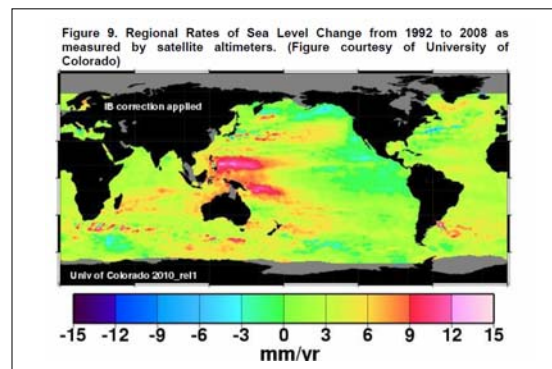 Figure 9. Regional Rates of Sea Level Change from 1992 to 2008 as
measured by satellite altimeters. (Figure courtesy of University of
Colorado)
IB correction applied
Univ of Colorado 2010_rel1
-15 -12 -9 -6 -3 0 3 6 9 12 15
mm/yr